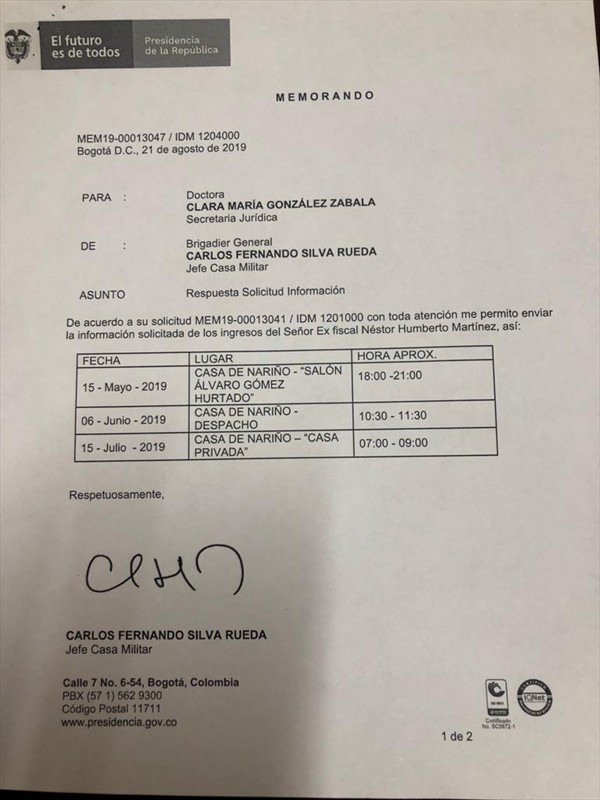 El futuro
es de todos
Presidencia
de la República
MEMORANDO
MEM19-00013047 / IDM 1204000
Bogotá D.C., 21 de agosto de 2019
PARA :
Doctora
CLARA MARÍA GONZÁLEZ ZABALA
Secretaria Jurídica
DE :
Brigadier General
CARLOS FERNANDO SILVA RUEDA
Jefe Casa Militar
ASUNTO
Respuesta Solicitud Información
De acuerdo a su solicitud MEM19-00013041 / IDM 1201000 con toda atención me permito enviar
la información solicitada de los ingresos del Señor Ex fiscal Néstor Humberto Martínez, así:
FECHA LUGAR HORA APROX.
15 - Mayo - 2019 CASA DE NARIÑO - "SALÓN
ÁLVARO GÓMEZ
HURTADO" 18:00 -21:00
06 - Junio - 2019 CASA DE NARIÑO -
DESPACHO 10:30 - 11:30
15 - Julio - 2019 CASA DE NARIÑO – "CASA
PRIVADA" 07:00 - 09:00
Respetuosamente,
CARLOS FERNANDO SILVA RUEDA
Jefe Casa Militar
Calle 7 No. 6-54, Bogotá, Colombia
PBX (57 1) 562 9300
Código Postal 11711
www.presidencia.gov.co
IQNet
Certificación
No. SC5672-1
1 de 2